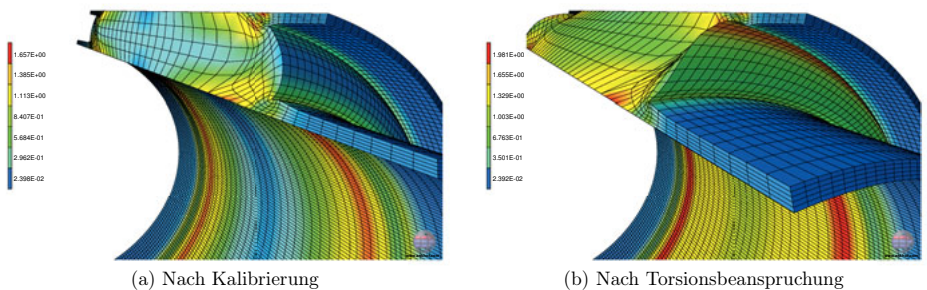 1.657E+00
1.385E+00
1.113E+00
8.407E-01
5.684E-01
2.962E-01
2.398E-02
1.981E+00
1.655E+00
1.329E+00
1.003E+00
6.763E-01
3.501E-01
2.392E-02
(a) Nach Kalibrierung
(b) Nach Torsionsbeanspruchung